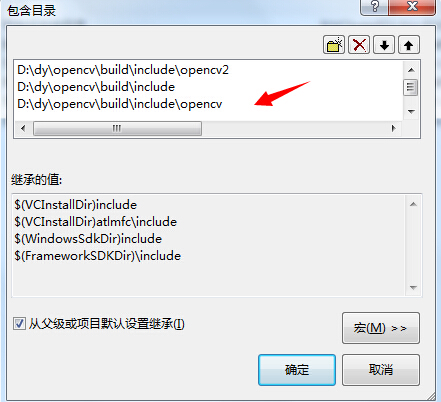 包含目录
D:\dy\opencv\build\include\opencv2
D:\dy\opencv\build\include
D:\dy\opencv\build\include\opencv
继承的值:
$(VCInstallDir)include
$(VCInstallDir)atlmfc\include
$(WindowsSdkDir)include
$(FrameworkSDKDir)\include
从父级或项目默认设置继承(I)
宏(M) >>
确定
取消